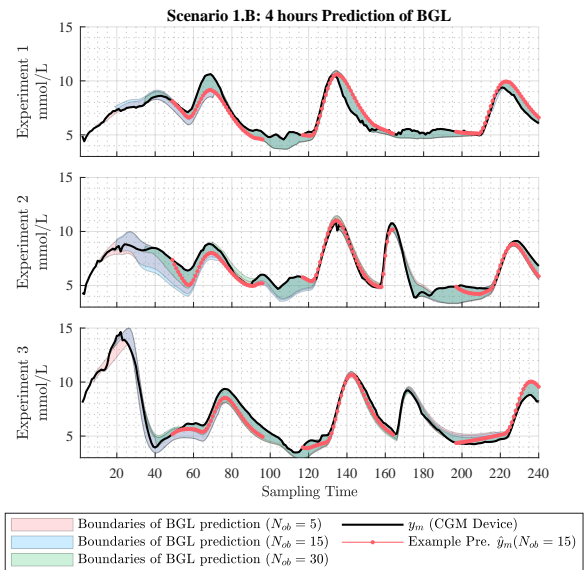 Scenario 1.B: 4 hours Prediction of BGL
Experiment 1
mmol/L
15
10
5
Experiment 2
mmol/L
15
10
5
Experiment 3
mmol/L
15
10
5
20 40 60 80 100 120 140 160 180 200 220 240
Sampling Time
Boundaries of BGL prediction (N_ob = 5)
Boundaries of BGL prediction (N_ob = 15)
Boundaries of BGL prediction (N_ob = 30)
y_m (CGM Device)
Example Pre. ŷ_m(N_ob = 15)